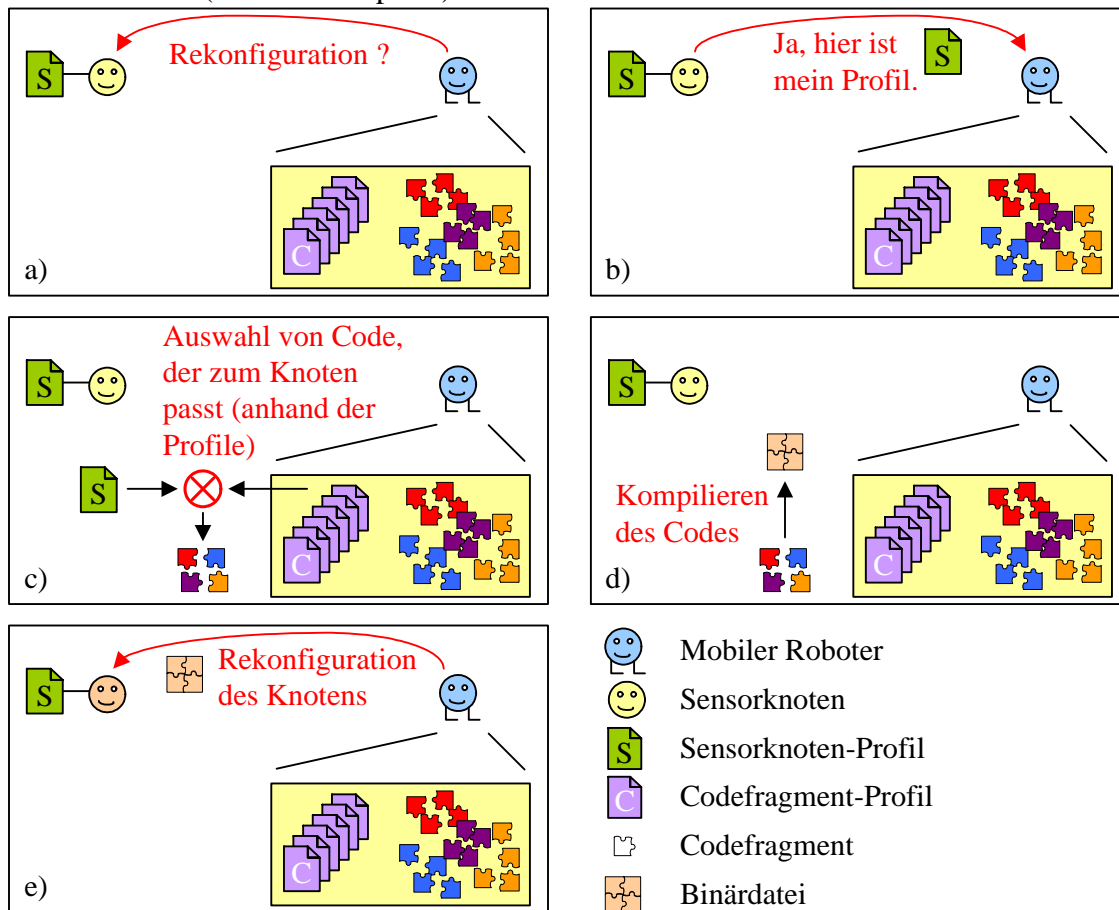 Rekonfiguration ?
S
C
a)
Ja, hier ist
mein Profil.
S
S
C
b)
Auswahl von Code,
der zum Knoten
passt (anhand der
Profile)
S
S
C
c)
S
Kompilieren
des Codes
C
d)
Rekonfiguration
des Knotens
S
C
e)
Mobiler Roboter
Sensorknoten
S Sensorknoten-Profil
C Codefragment-Profil
Codefragment
Binärdatei